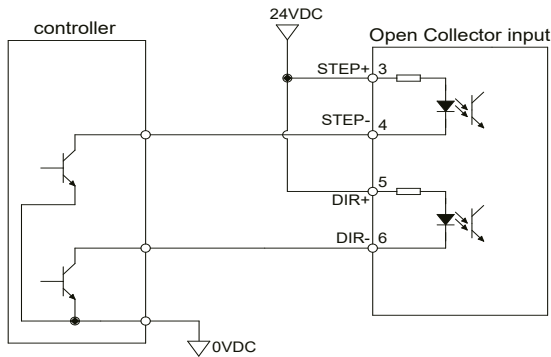 24VDC
controller
Open Collector input
STEP+ 3
STEP- 4
5
DIR+
DIR- 6
0VDC